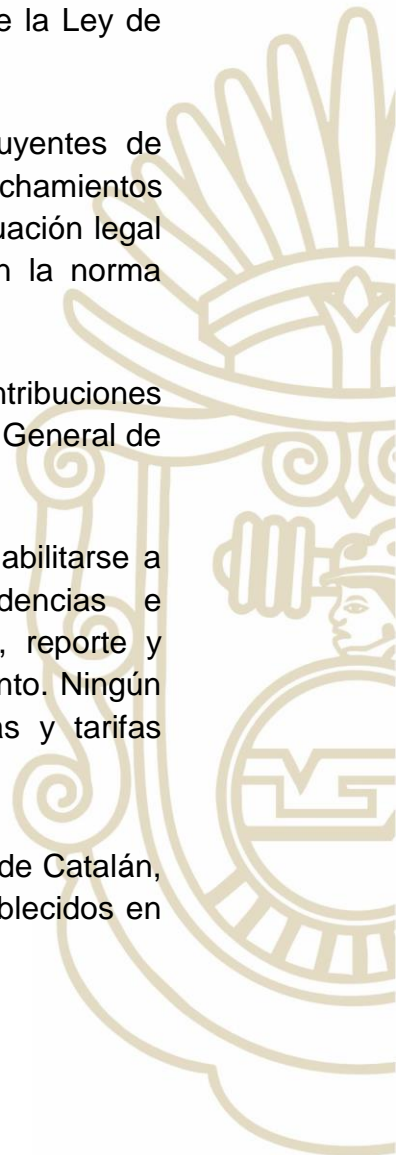 e la Ley de
uyentes de
chamientos
uación legal
n la norma
ntribuciones
General de
abilitarse a
dencias e
, reporte y
nto. Ningún
as y tarifas
de Catalán,
blecidos en